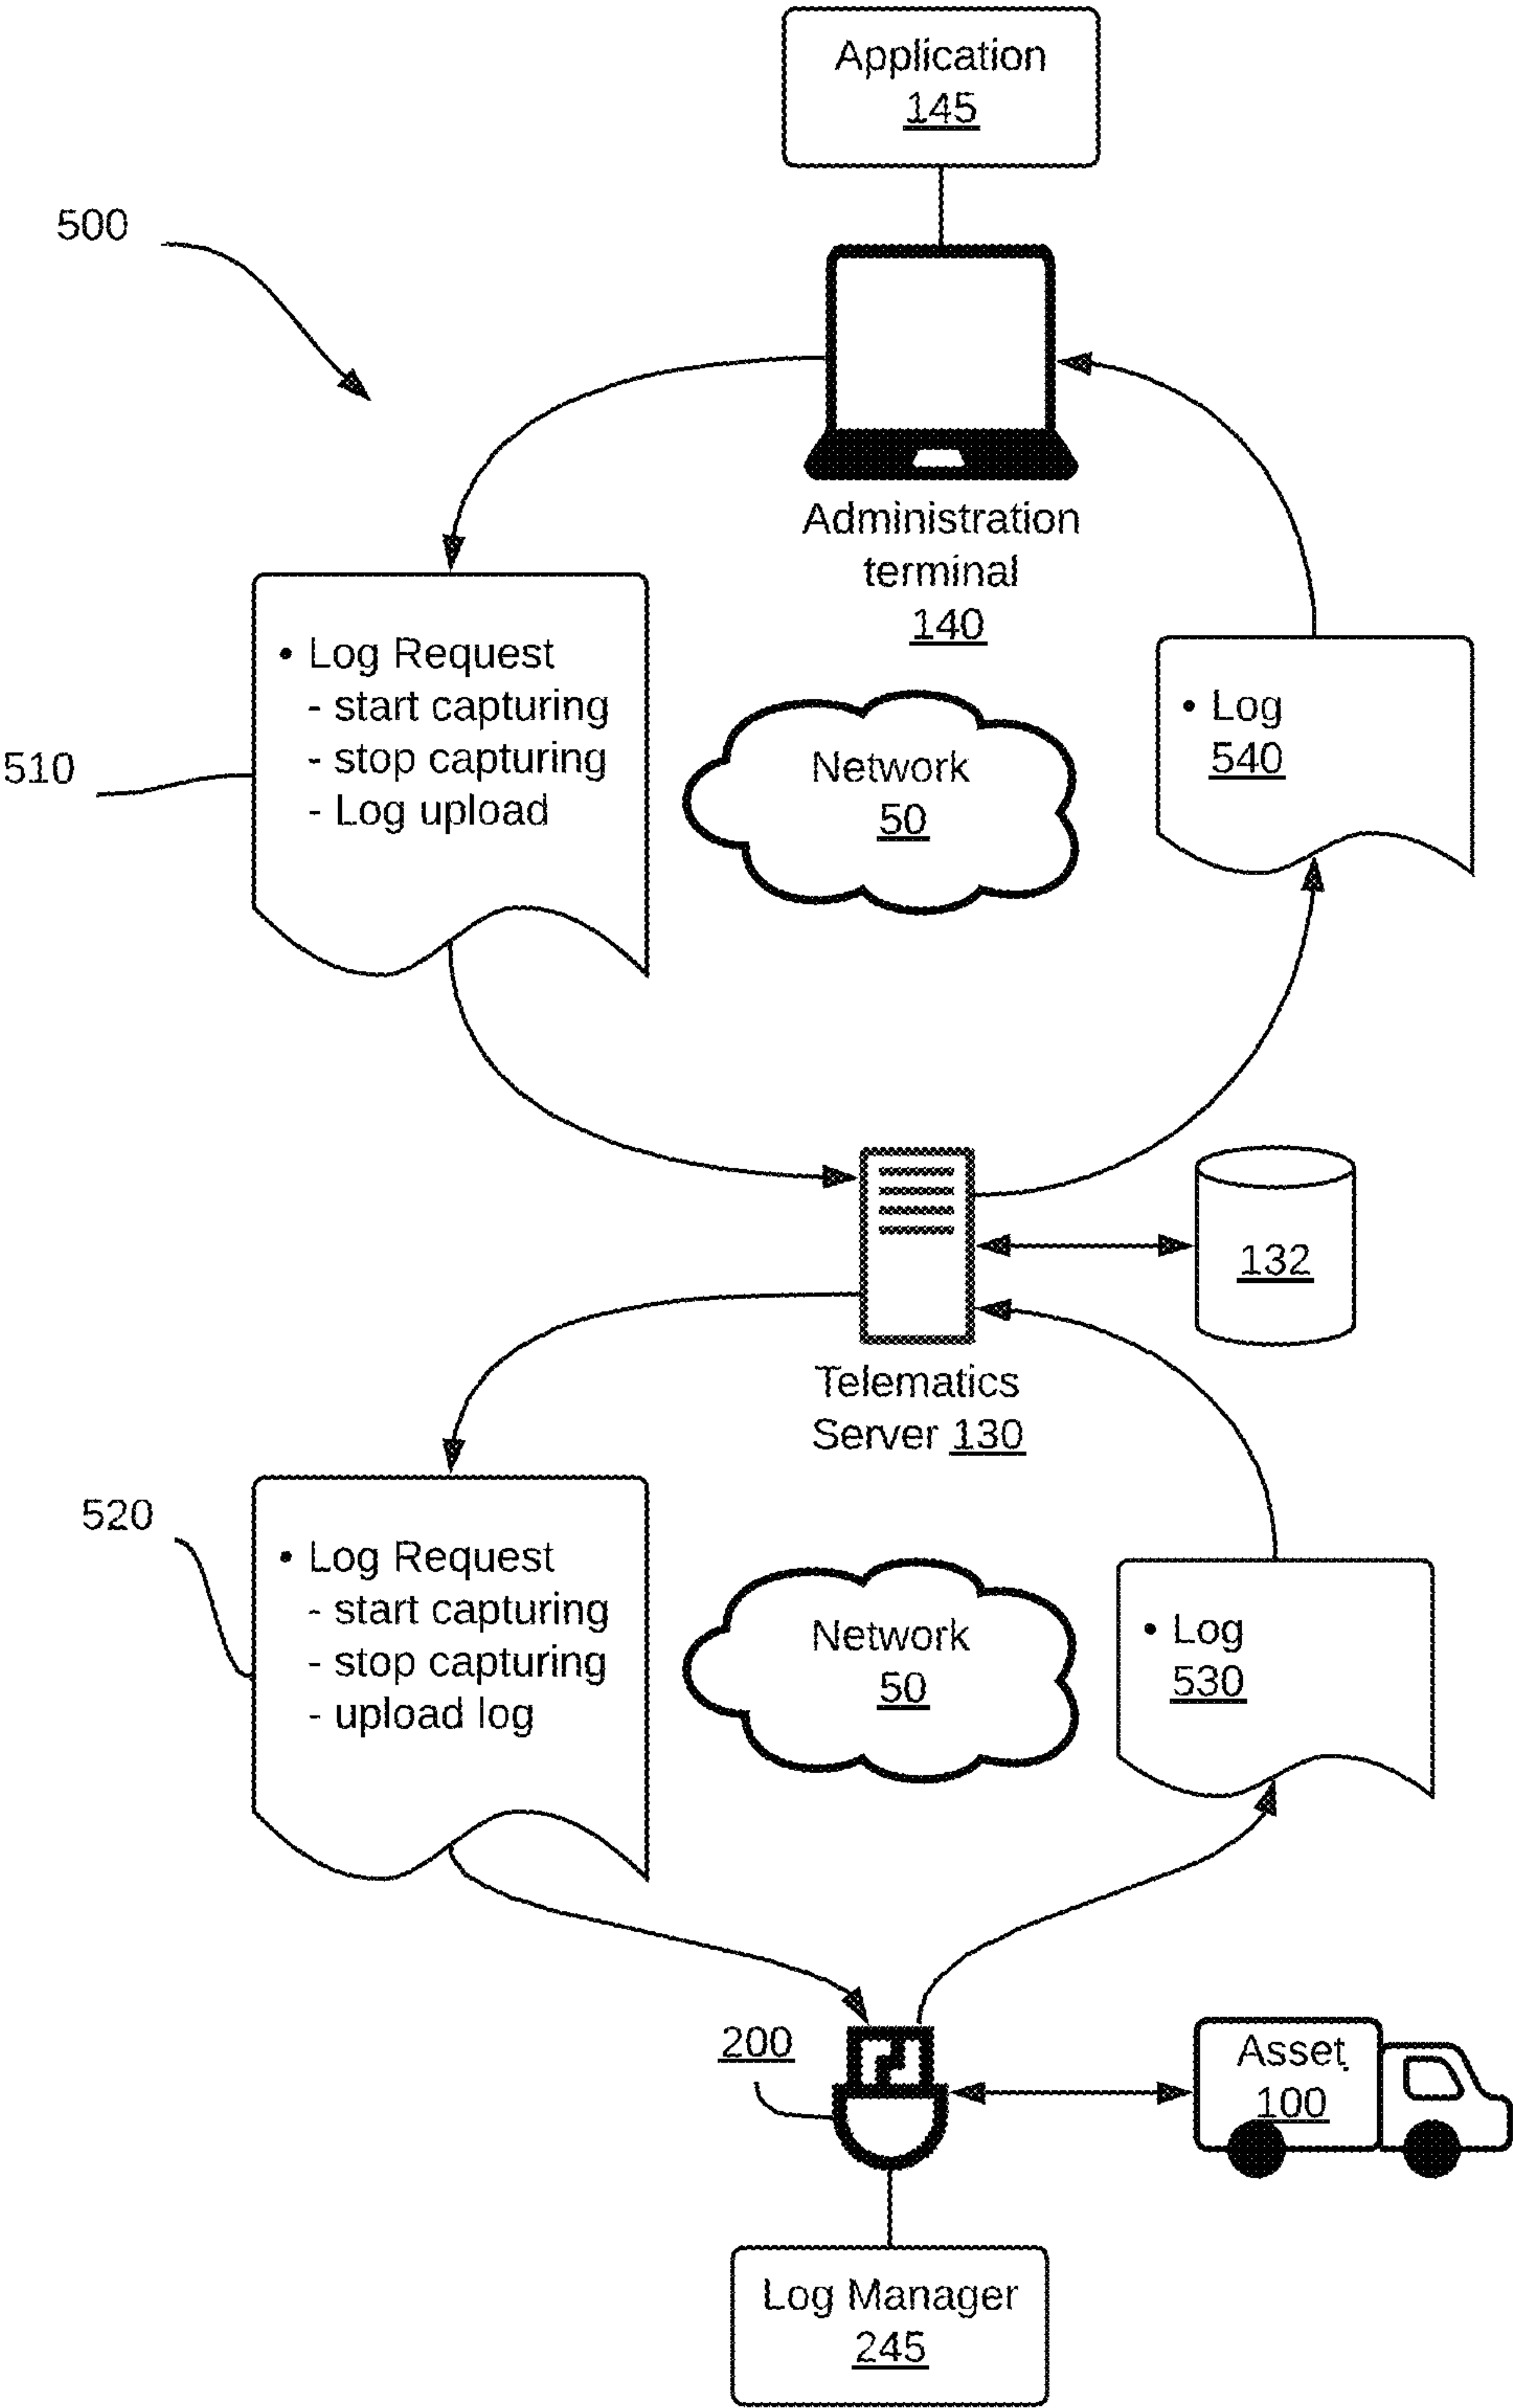 Application
145
500
Administration
terminal
140
• Log Request
- start capturing
- stop capturing
- Log upload
510
Network
50
• Log
540
132
Telematics
Server 130
520
• Log Request
- start capturing
- stop capturing
- upload log
Network
50
• Log
530
200
Asset
100
Log Manager
245